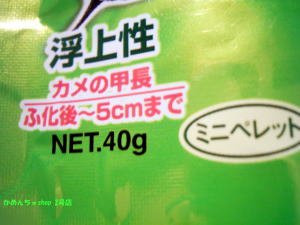 浮上性
カメの甲長
ふ化後～5cmまで
NET.40g
ミニペレット
かめんちゅshop 2号店